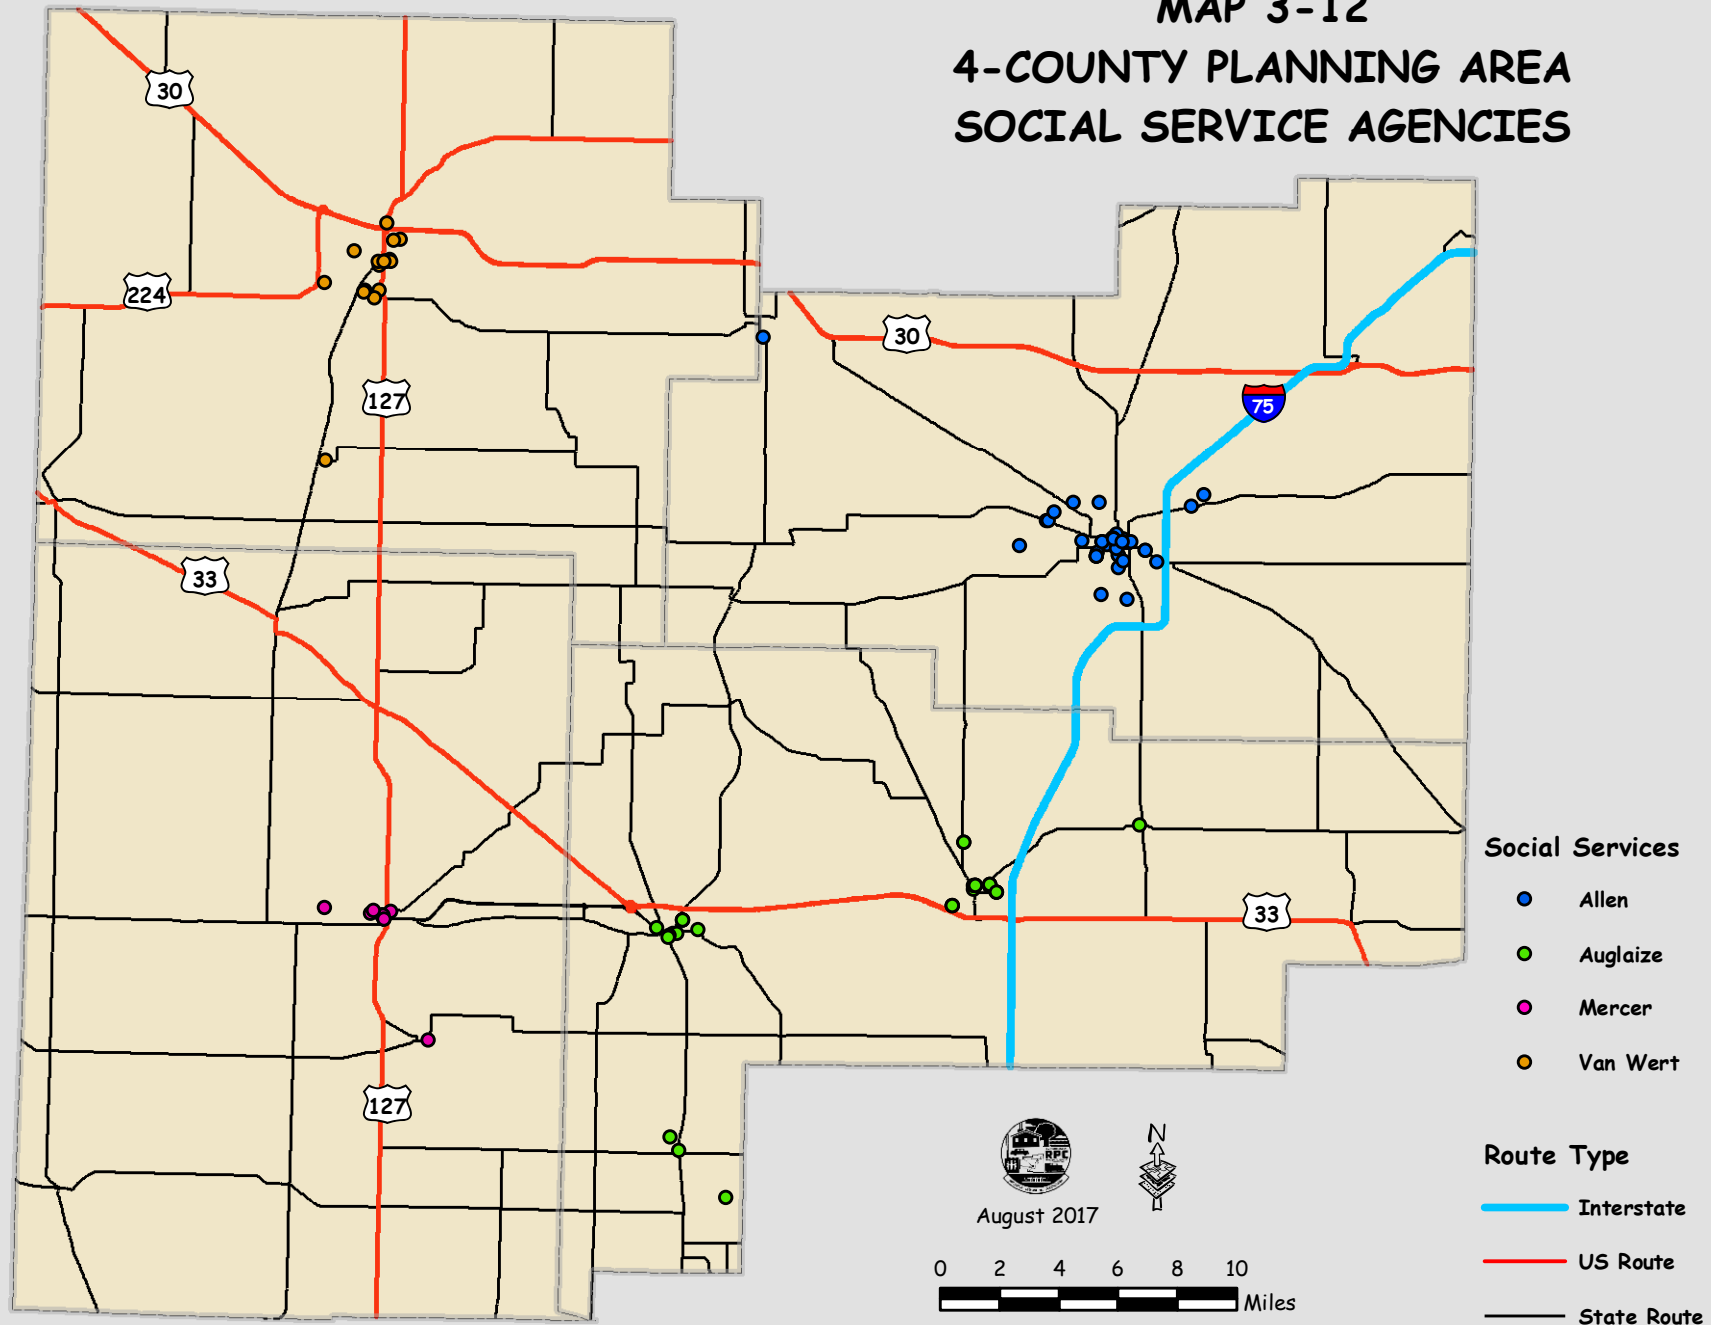 MAP 3-12
4-COUNTY PLANNING AREA
SOCIAL SERVICE AGENCIES
30
224
127
30
75
33
33
127
Social Services
Allen
Auglaize
Mercer
Van Wert
Route Type
Interstate
US Route
State Route
RPC
N
August 2017
0 2 4 6 8 10
Miles